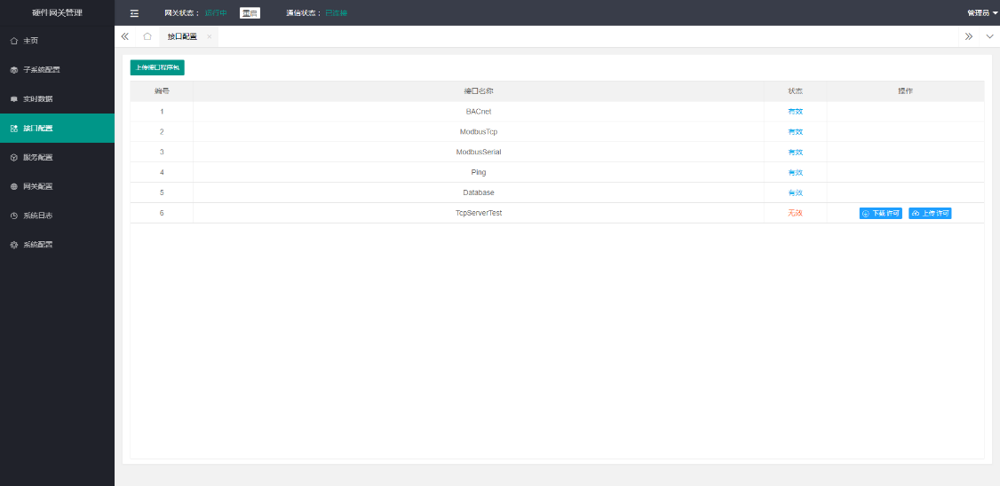 硬件网关管理
网关状态： 运行中 重启 通信状态： 已连接 管理员
主页
子系统配置
实时数据
接口配置
服务配置
网关配置
系统日志
系统配置
接口配置
上传接口程序包
编号 接口名称 状态 操作
1 BACnet 有效
2 ModbusTcp 有效
3 ModbusSerial 有效
4 Ping 有效
5 Database 有效
6 TcpServerTest 无效 下载许可 上传许可